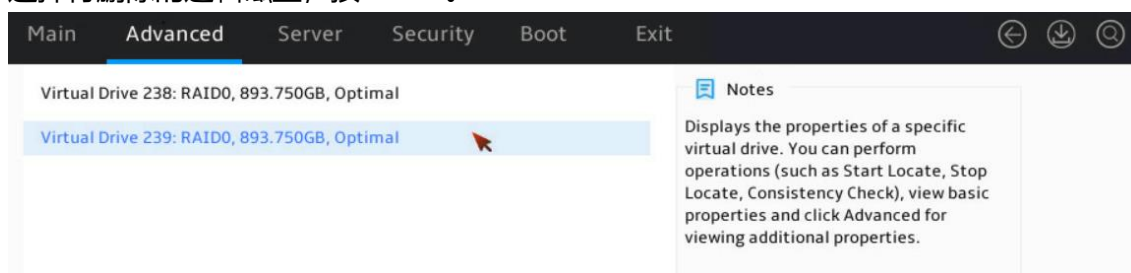 Main Advanced Server Security Boot Exit
Virtual Drive 238: RAID0, 893.750GB, Optimal
Virtual Drive 239: RAID0, 893.750GB, Optimal
Notes
Displays the properties of a specific
virtual drive. You can perform
operations (such as Start Locate, Stop
Locate, Consistency Check), view basic
properties and click Advanced for
viewing additional properties.